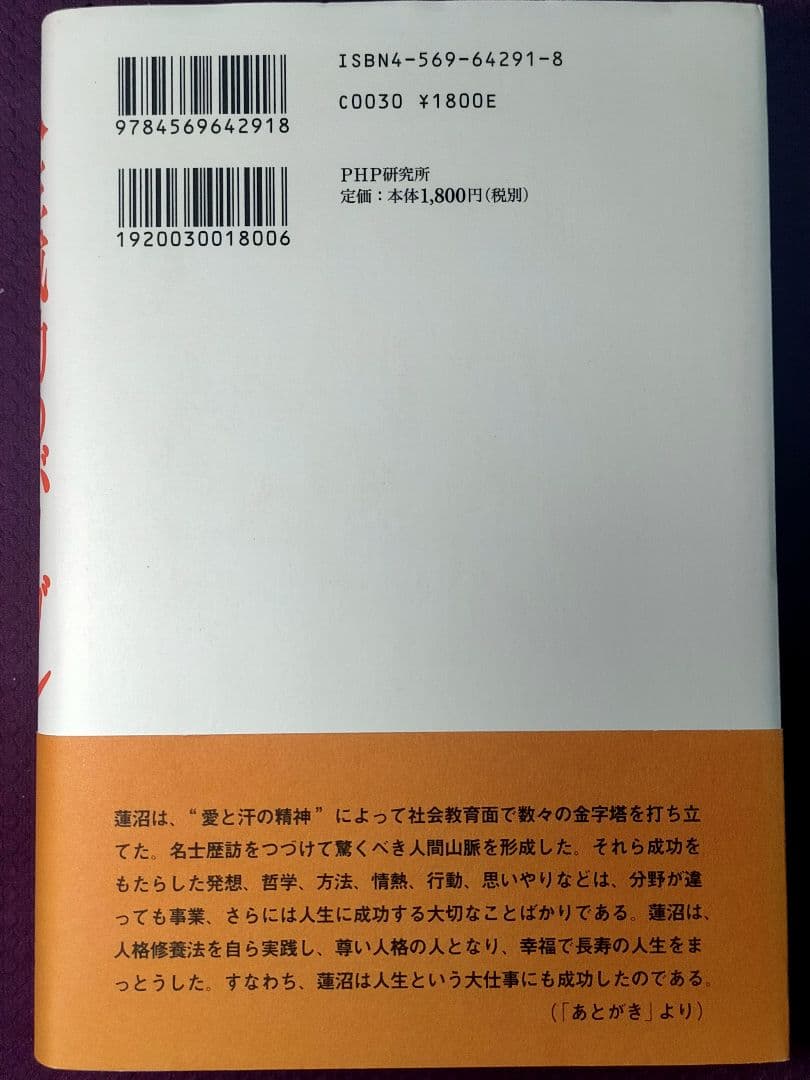 ISBN4-569-64291-8
C0030 ¥1800E
9784569642918
PHP研究所
定価：本体1,800円（税別）
1920030018006
蓮沼は、“愛と汗の精神”によって社会教育面で数々の金字塔を打ち立
てた。名士歴訪をつづけて驚くべき人間山脈を形成した。それら成功を
もたらした発想、哲学、方法、情熱、行動、思いやりなどは、分野が違
っても事業、さらには人生に成功する大切なことばかりである。蓮沼は、
人格修養法を自ら実践し、尊い人格の人となり、幸福で長寿の人生をま
っとうした。すなわち、蓮沼は人生という大仕事にも成功したのである。
（「あとがき」より）